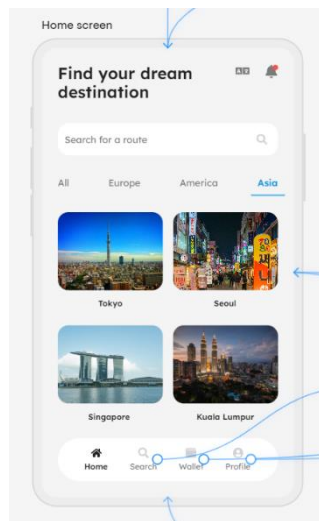 Home screen
Find your dream
destination
Search for a route
All Europe America Asia
Tokyo Seoul
Singapore Kuala Lumpur
Home Search Wallet Profile